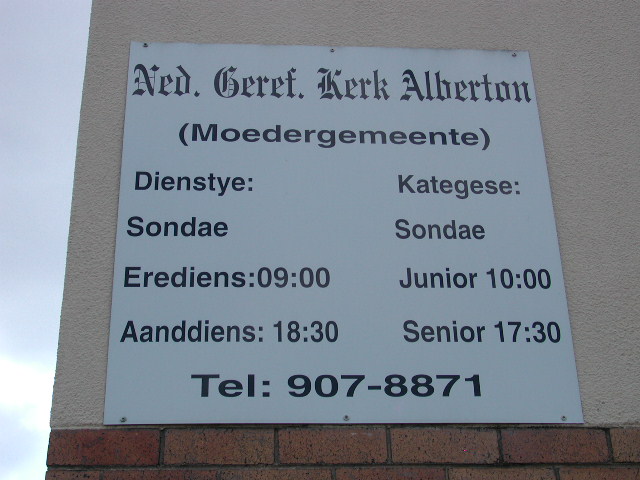 Ned. Geref. Kerk Alberton
(Moedergemeente)
Dienstye: Kategese:
Sondae Sondae
Erediens:09:00 Junior 10:00
Aanddiens: 18:30 Senior 17:30
Tel: 907-8871